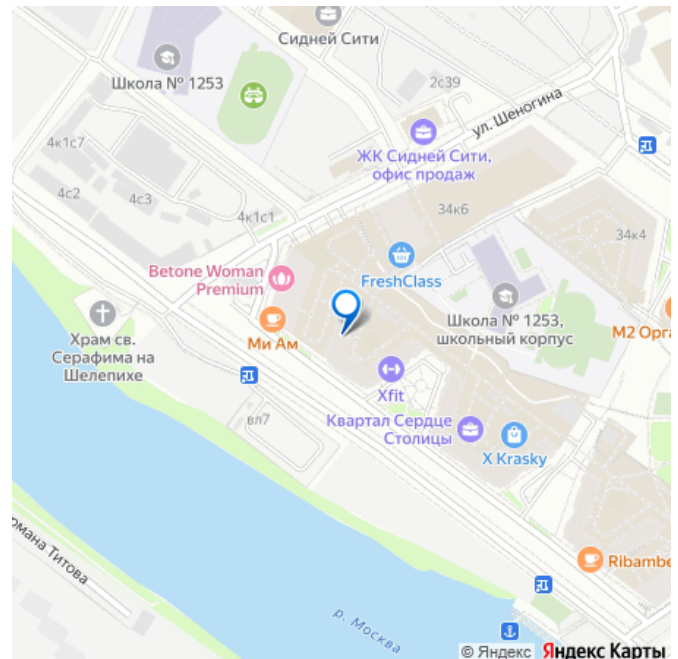 Сидней Сити
Школа № 1253
2с39
ул. Шеногина
ЖК Сидней Сити,
офис продаж
4к1с7
4с2
4с3
4к1с1
34к6
34к4
Betone Woman
Premium
FreshClass
Школа № 1253,
школьный корпус
М2 Орга
Храм св.
Серафима на
Шелепихе
Ми Ам
Xfit
вл7
Квартал Сердце
Столицы
X Krasky
Ribambe
рмана Титова
р. Москва
© Яндекс Яндекс Карты